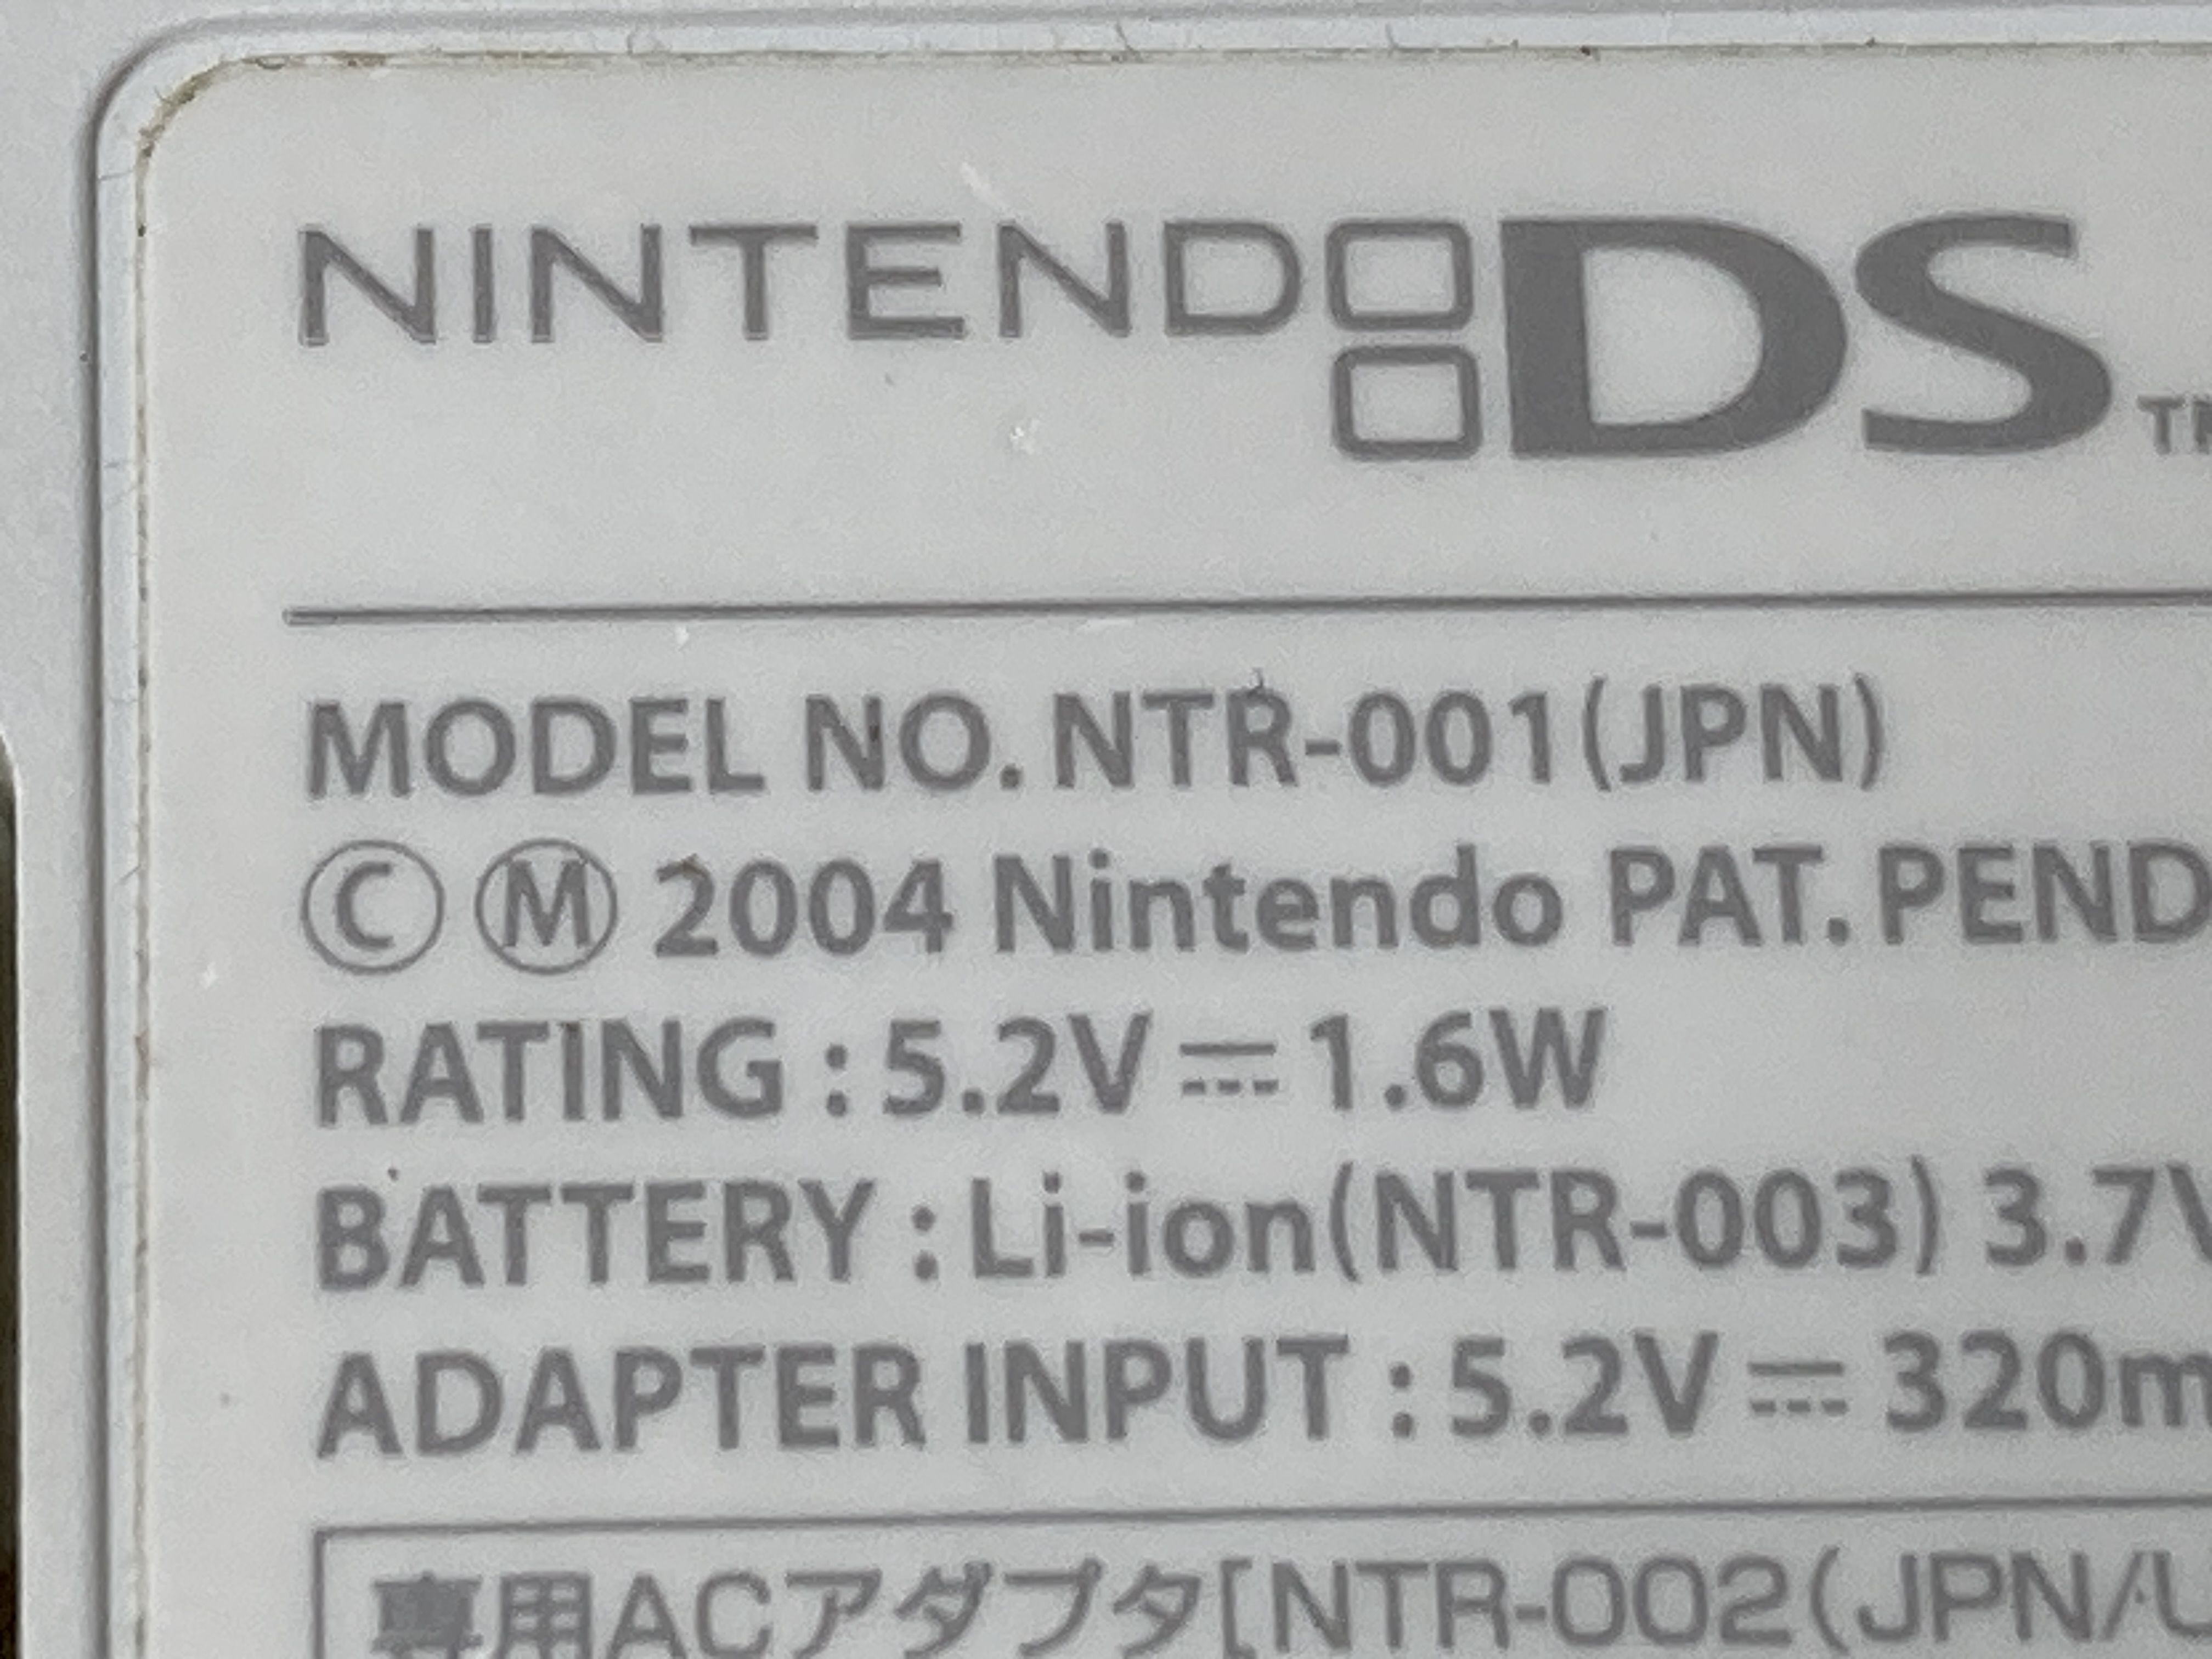 NINTENDO DS TM
MODEL NO. NTR-001(JPN)
Ⓒ Ⓜ 2004 Nintendo PAT. PEND
RATING : 5.2V⎓1.6W
BATTERY : Li-ion(NTR-003) 3.7V
ADAPTER INPUT : 5.2V⎓320m
専用ACアダプタ[NTR-002(JPN/U